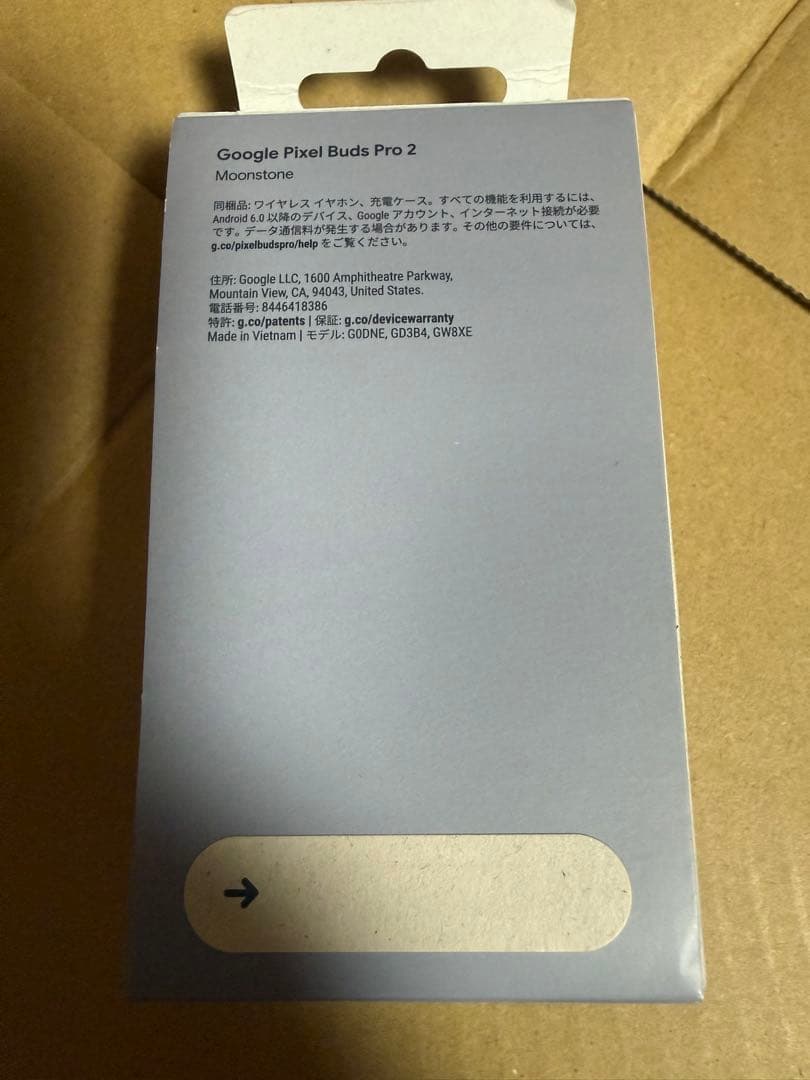 Google Pixel Buds Pro 2
Moonstone
同梱品: ワイヤレス イヤホン、充電ケース。すべての機能を利用するには、
Android 6.0 以降のデバイス、Google アカウント、インターネット接続が必要
です。データ通信料が発生する場合があります。その他の要件については、
g.co/pixelbudspro/help をご覧ください。
住所: Google LLC, 1600 Amphitheatre Parkway,
Mountain View, CA, 94043, United States.
電話番号: 8446418386
特許: g.co/patents | 保証: g.co/devicewarranty
Made in Vietnam | モデル: G0DNE, GD3B4, GW8XE